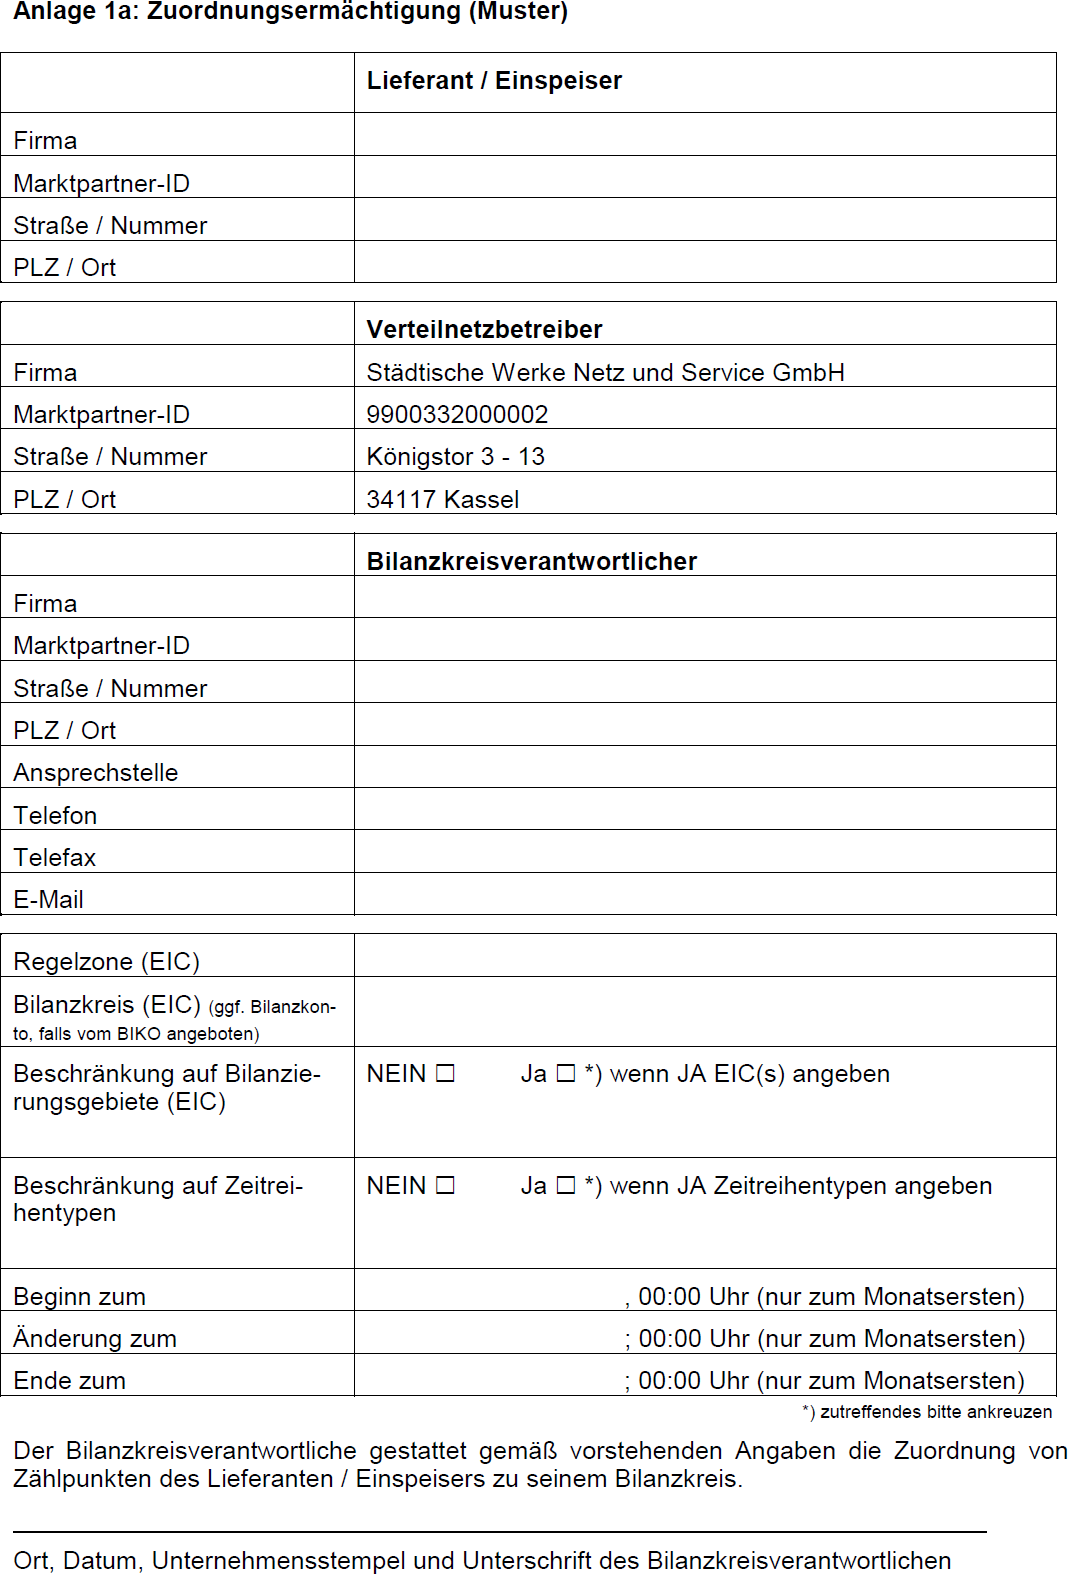 Anlage 1a: Zuordnungsermächtigung (Muster)
Lieferant / Einspeiser
Firma
Marktpartner-ID
Straße / Nummer
PLZ / Ort
Verteilnetzbetreiber
Firma Städtische Werke Netz und Service GmbH
Marktpartner-ID 9900332000002
Straße / Nummer Königstor 3 - 13
PLZ / Ort 34117 Kassel
Bilanzkreisverantwortlicher
Firma
Marktpartner-ID
Straße / Nummer
PLZ / Ort
Ansprechstelle
Telefon
Telefax
E-Mail
Regelzone (EIC)
Bilanzkreis (EIC) (ggf. Bilanzkon-
to, falls vom BIKO angeboten)
Beschränkung auf Bilanzie- NEIN ☐ Ja ☐ *) wenn JA EIC(s) angeben
rungsgebiete (EIC)
Beschränkung auf Zeitrei- NEIN ☐ Ja ☐ *) wenn JA Zeitreihentypen angeben
hentypen
Beginn zum , 00:00 Uhr (nur zum Monatsersten)
Änderung zum ; 00:00 Uhr (nur zum Monatsersten)
Ende zum ; 00:00 Uhr (nur zum Monatsersten)
*) zutreffendes bitte ankreuzen
Der Bilanzkreisverantwortliche gestattet gemäß vorstehenden Angaben die Zuordnung von
Zählpunkten des Lieferanten / Einspeisers zu seinem Bilanzkreis.
Ort, Datum, Unternehmensstempel und Unterschrift des Bilanzkreisverantwortlichen